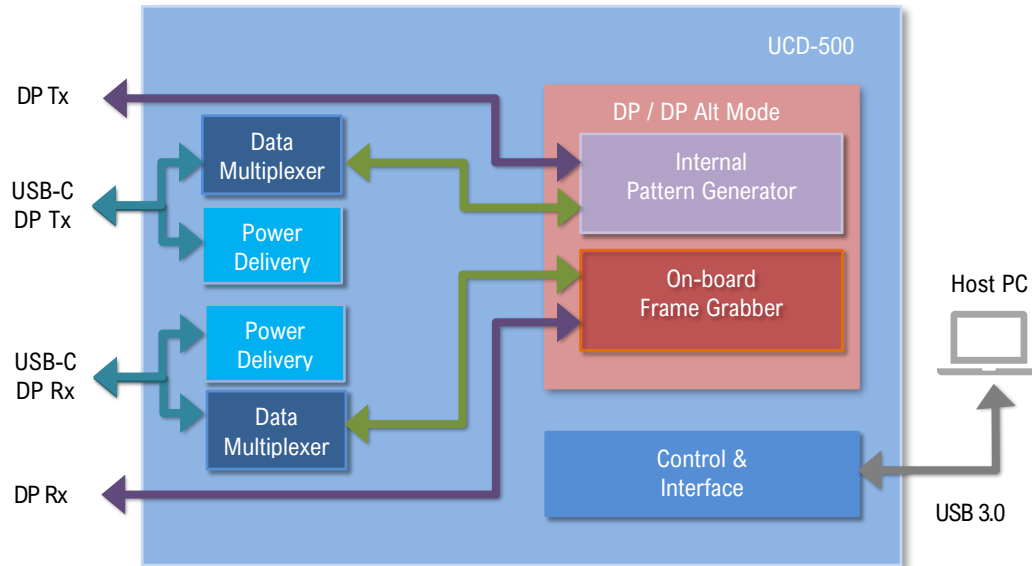 UCD-500
DP Tx
DP / DP Alt Mode
Data
Multiplexer
Internal
Pattern Generator
USB-C
DP Tx
Power
Delivery
On-board
Frame Grabber
Host PC
Power
Delivery
USB-C
DP Rx
Data
Multiplexer
Control &
Interface
DP Rx
USB 3.0